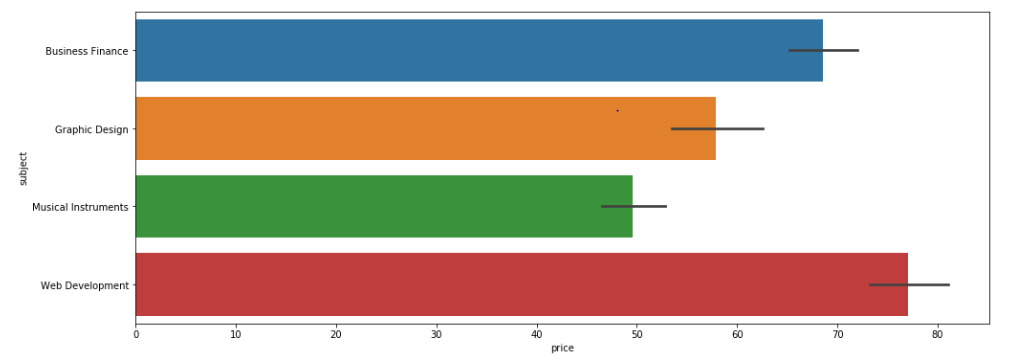 Business Finance
Graphic Design
Musical Instruments
Web Development
subject
0 10 20 30 40 50 60 70 80
price